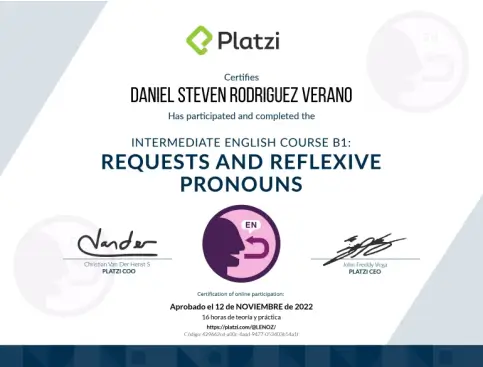 Platzi
EN
Certifies
DANIEL STEVEN RODRIGUEZ VERANO
Has participated and completed the
INTERMEDIATE ENGLISH COURSE B1:
REQUESTS AND REFLEXIVE
PRONOUNS
EN
Christian Van Der Henst S
PLATZI COO
John Freddy Vega
PLATZI CEO
Certification of online participation:
Aprobado el 12 de NOVIEMBRE de 2022
16 horas de teoría y práctica
https://platzi.com/@LENOZ/
Código: